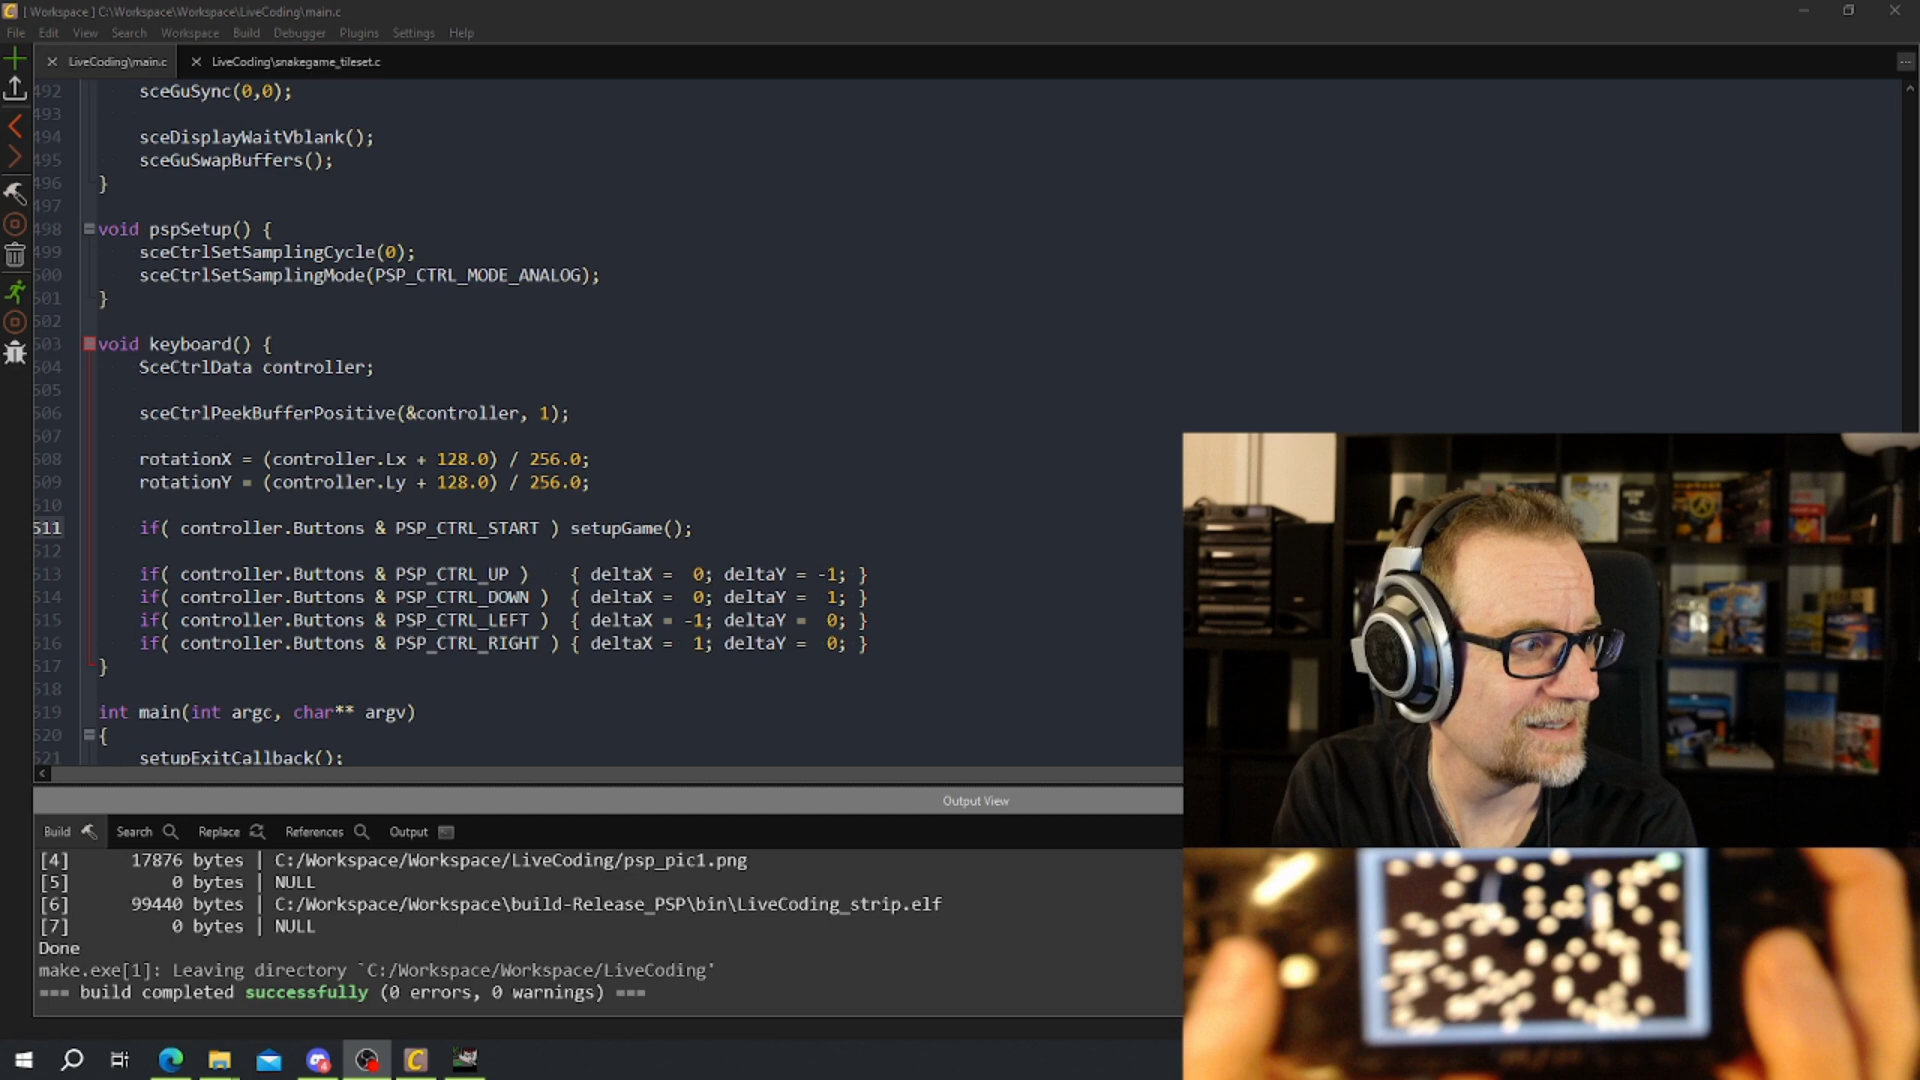 [ Workspace ] C:\Workspace\Workspace\LiveCoding\main.c
File Edit View Search Workspace Build Debugger Plugins Settings Help
LiveCoding\main.c LiveCoding\snakegame_tileset.c
492 sceGuSync(0,0);
493
494 sceDisplayWaitVblank();
495 sceGuSwapBuffers();
496 }
497
498 void pspSetup() {
499 sceCtrlSetSamplingCycle(0);
500 sceCtrlSetSamplingMode(PSP_CTRL_MODE_ANALOG);
501 }
502
503 void keyboard() {
504 SceCtrlData controller;
505
506 sceCtrlPeekBufferPositive(&controller, 1);
507
508 rotationX = (controller.Lx + 128.0) / 256.0;
509 rotationY = (controller.Ly + 128.0) / 256.0;
510
511 if( controller.Buttons & PSP_CTRL_START ) setupGame();
512
513 if( controller.Buttons & PSP_CTRL_UP ) { deltaX = 0; deltaY = -1; }
514 if( controller.Buttons & PSP_CTRL_DOWN ) { deltaX = 0; deltaY = 1; }
515 if( controller.Buttons & PSP_CTRL_LEFT ) { deltaX = -1; deltaY = 0; }
516 if( controller.Buttons & PSP_CTRL_RIGHT ) { deltaX = 1; deltaY = 0; }
517 }
518
519 int main(int argc, char** argv)
520 {
521 setupExitCallback();
Output View
Build Search Replace References Output
[4] 17876 bytes | C:/Workspace/Workspace/LiveCoding/psp_pic1.png
[5] 0 bytes | NULL
[6] 99440 bytes | C:/Workspace/Workspace\build-Release_PSP\bin\LiveCoding_strip.elf
[7] 0 bytes | NULL
Done
make.exe[1]: Leaving directory `C:/Workspace/Workspace/LiveCoding'
=== build completed successfully (0 errors, 0 warnings) ===